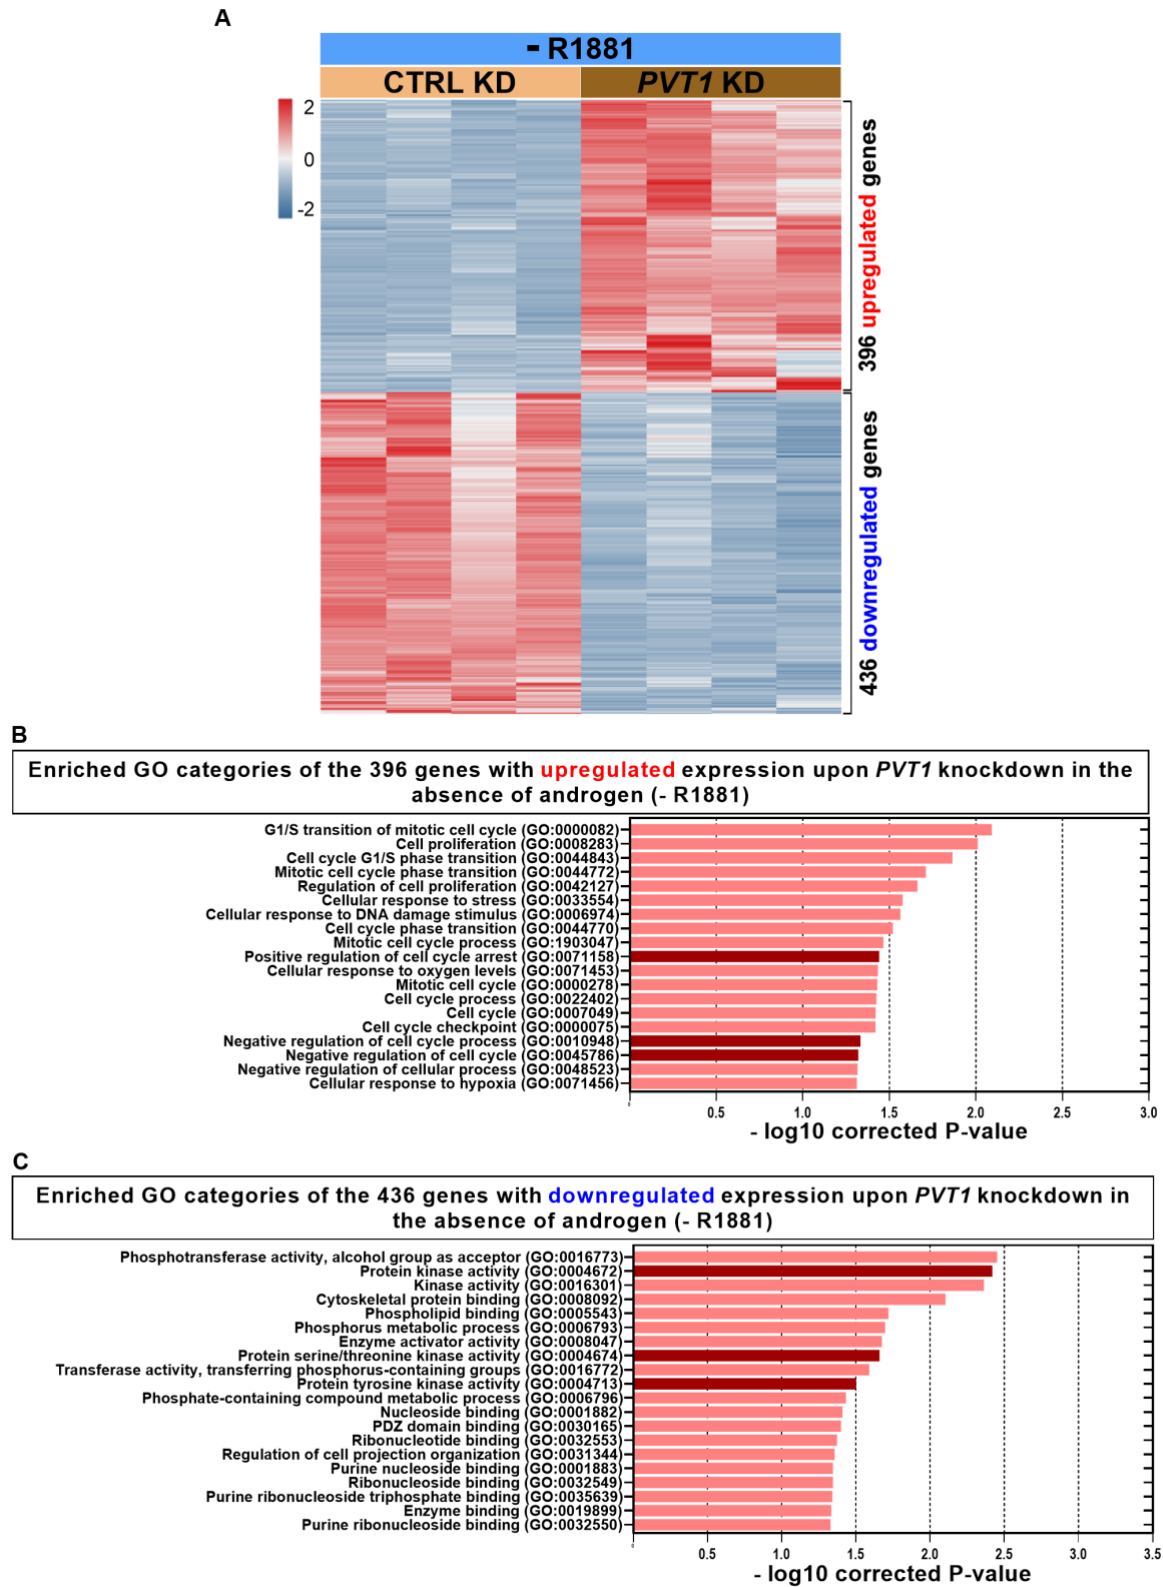 A
- R1881
CTRL KD
PVT1 KD
2
0
-2
396 upregulated genes
436 downregulated genes
B
Enriched GO categories of the 396 genes with upregulated expression upon PVT1 knockdown in the
absence of androgen (- R1881)
G1/S transition of mitotic cell cycle (GO:0000082)
Cell proliferation (GO:0008283)
Cell cycle G1/S phase transition (GO:0044843)
Mitotic cell cycle phase transition (GO:0044772)
Regulation of cell proliferation (GO:0042127)
Cellular response to stress (GO:0033554)
Cellular response to DNA damage stimulus (GO:0006974)
Cell cycle phase transition (GO:0044770)
Mitotic cell cycle process (GO:1903047)
Positive regulation of cell cycle arrest (GO:0071158)
Cellular response to oxygen levels (GO:0071453)
Mitotic cell cycle (GO:0000278)
Cell cycle process (GO:0022402)
Cell cycle (GO:0007049)
Cell cycle checkpoint (GO:0000075)
Negative regulation of cell cycle process (GO:0010948)
Negative regulation of cell cycle (GO:0045786)
Negative regulation of cellular process (GO:0048523)
Cellular response to hypoxia (GO:0071456)
0.5 1.0 1.5 2.0 2.5 3.0
- log10 corrected P-value
C
Enriched GO categories of the 436 genes with downregulated expression upon PVT1 knockdown in
the absence of androgen (- R1881)
Phosphotransferase activity, alcohol group as acceptor (GO:0016773)
Protein kinase activity (GO:0004672)
Kinase activity (GO:0016301)
Cytoskeletal protein binding (GO:0008092)
Phospholipid binding (GO:0005543)
Phosphorus metabolic process (GO:0006793)
Enzyme activator activity (GO:0008047)
Protein serine/threonine kinase activity (GO:0004674)
Transferase activity, transferring phosphorus-containing groups (GO:0016772)
Protein tyrosine kinase activity (GO:0004713)
Phosphate-containing compound metabolic process (GO:0006796)
Nucleoside binding (GO:0001882)
PDZ domain binding (GO:0030165)
Ribonucleotide binding (GO:0032553)
Regulation of cell projection organization (GO:0031344)
Purine nucleoside binding (GO:0001883)
Ribonucleoside binding (GO:0032549)
Purine ribonucleoside triphosphate binding (GO:0035639)
Enzyme binding (GO:0019899)
Purine ribonucleoside binding (GO:0032550)
0.5 1.0 1.5 2.0 2.5 3.0 3.5
- log10 corrected P-value